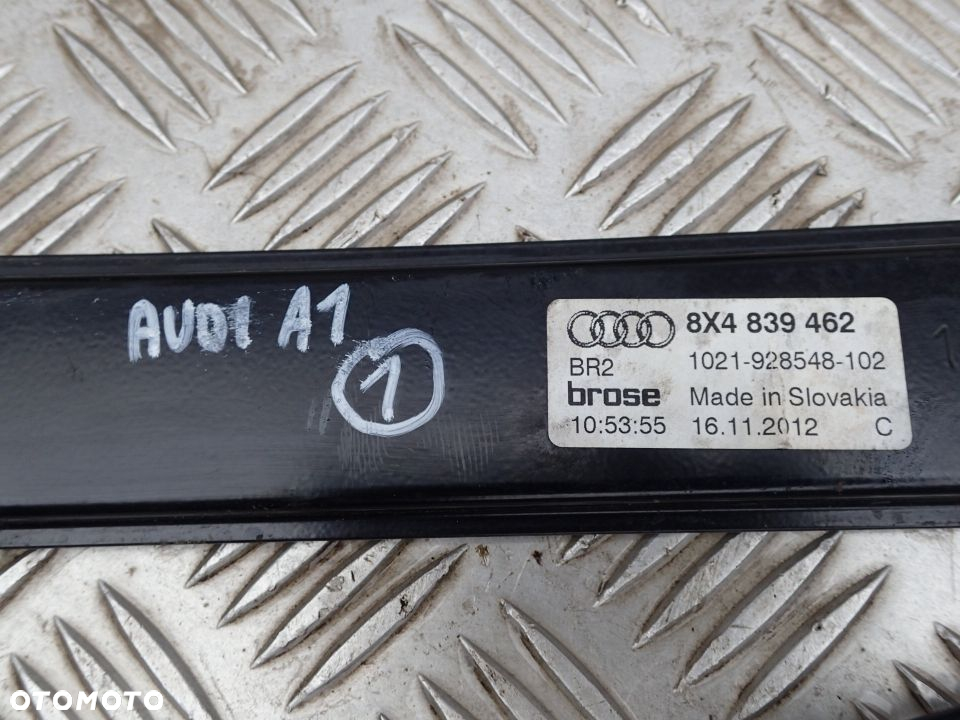 AUDI A1
1
8X4 839 462
BR2 1021-928548-102
brose Made in Slovakia
10:53:55 16.11.2012 C
OTOMOTO